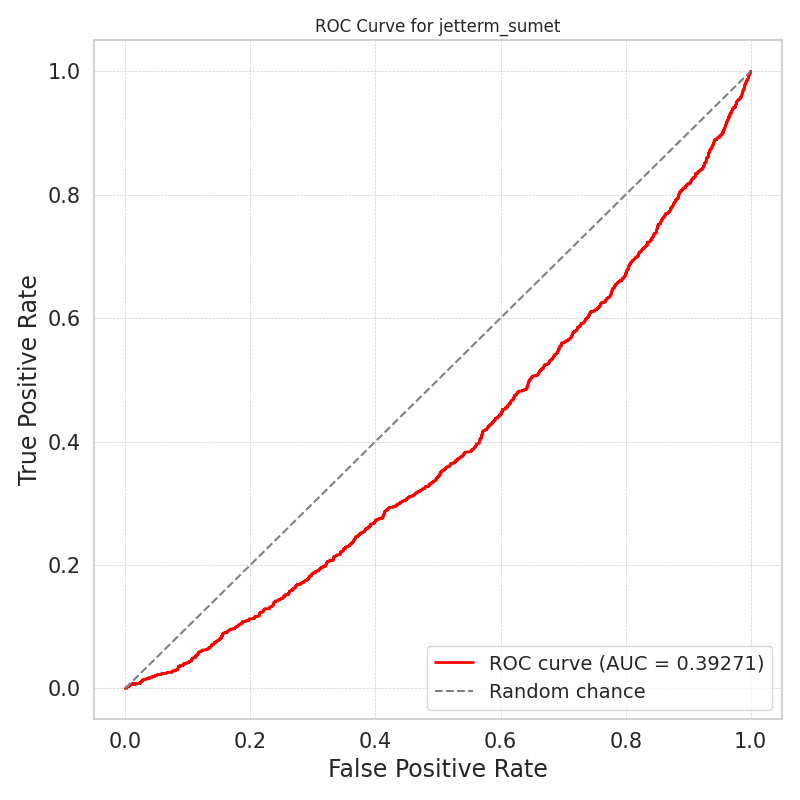 ROC Curve for jetterm_sumet
1.0
0.8
0.6
0.4
0.2
0.0
True Positive Rate
ROC curve (AUC = 0.39271)
Random chance
0.0 0.2 0.4 0.6 0.8 1.0
False Positive Rate